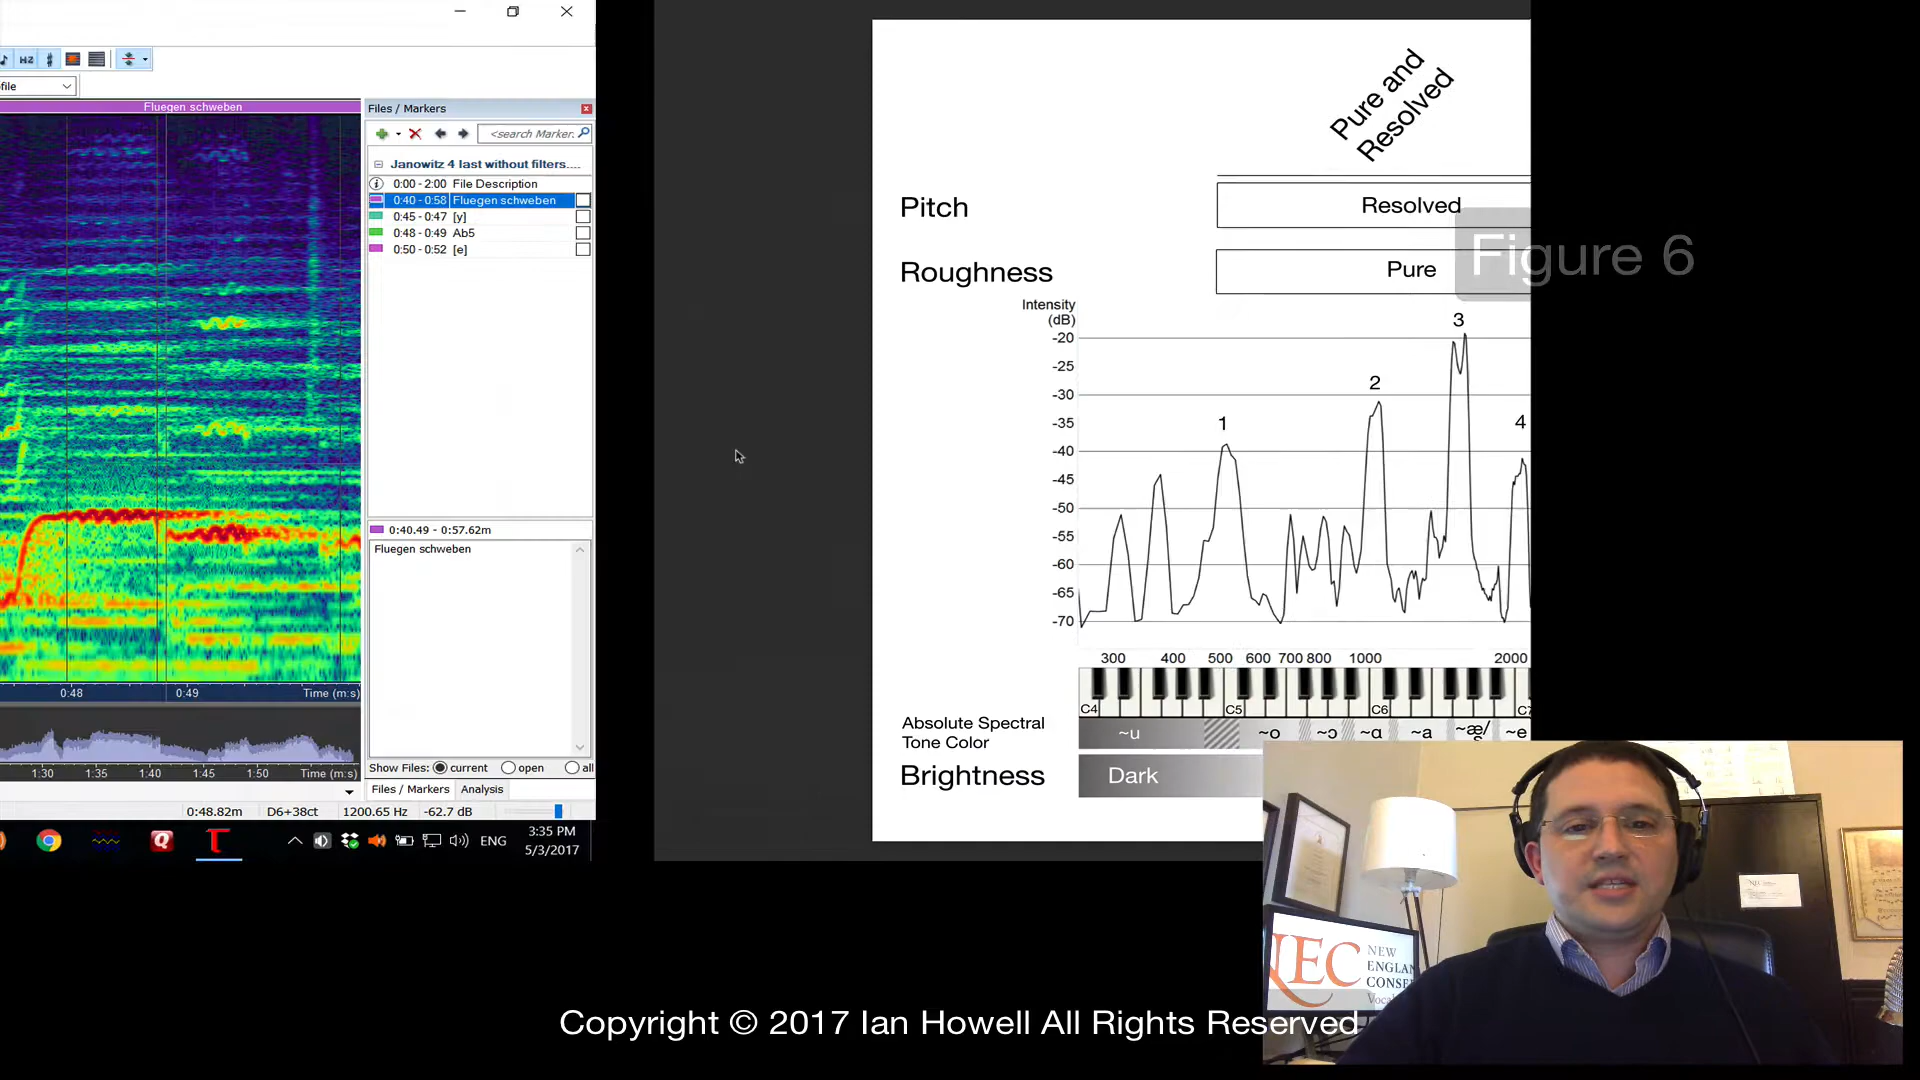 Hz
file
Fluegen schweben
Files / Markers
<search Marker.
Janowitz 4 last without filters....
0:00 - 2:00 File Description
0:40 - 0:58 Fluegen schweben
0:45 - 0:47 [y]
0:48 - 0:49 Ab5
0:50 - 0:52 [e]
0:40.49 - 0:57.62m
Fluegen schweben
0:48 0:49 Time (m:s)
1:30 1:35 1:40 1:45 1:50 Time (m:s)
Show Files: current open all
Files / Markers Analysis
0:48.82m D6+38ct 1200.65 Hz -62.7 dB
ENG
3:35 PM
5/3/2017
Pure and
Resolved
Pitch
Resolved
Figure 6
Roughness
Pure
Intensity
(dB)
3
-20
-25
2
-30
-35
1
4
-40
-45
-50
-55
-60
-65
-70
300 400 500 600 700 800 1000 2000
C4 C5 C6 C7
Absolute Spectral
Tone Color
~u ~o ~ɔ ~ɑ ~a ~æ/ ~e
Brightness
Dark
NEC
NEW
ENGLAN
CONSE
Voca
Copyright © 2017 Ian Howell All Rights Reserved